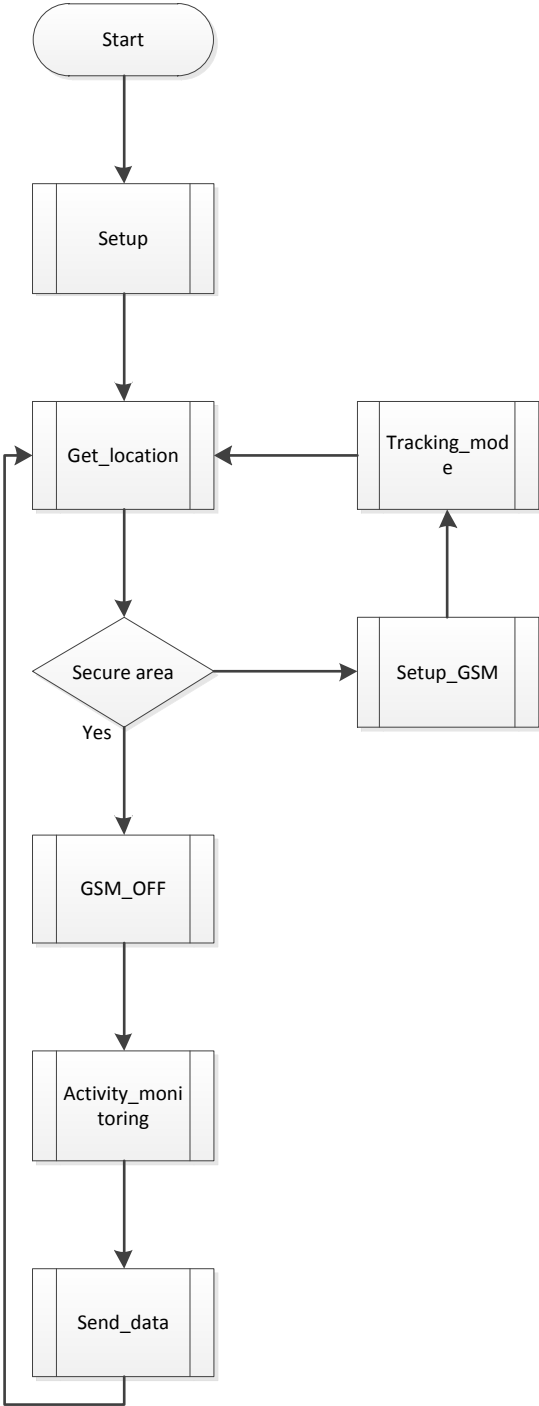 Start
Setup
Get_location
Tracking_mod
e
Secure area
Setup_GSM
Yes
GSM_OFF
Activity_moni
toring
Send_data